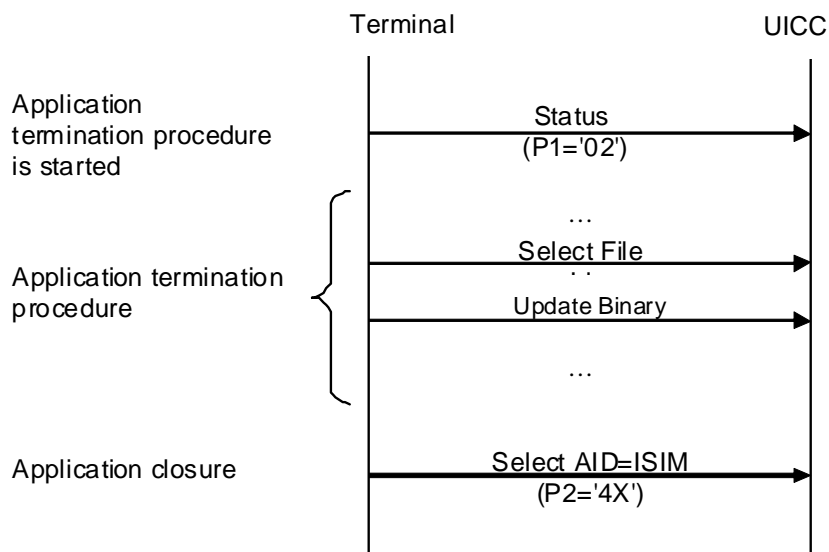 Terminal
UICC
Application
termination procedure
is started
Status
(P1='02')
...
Select File
. .
Application termination
procedure
Update Binary
...
Application closure
Select AID=ISIM
(P2='4X')